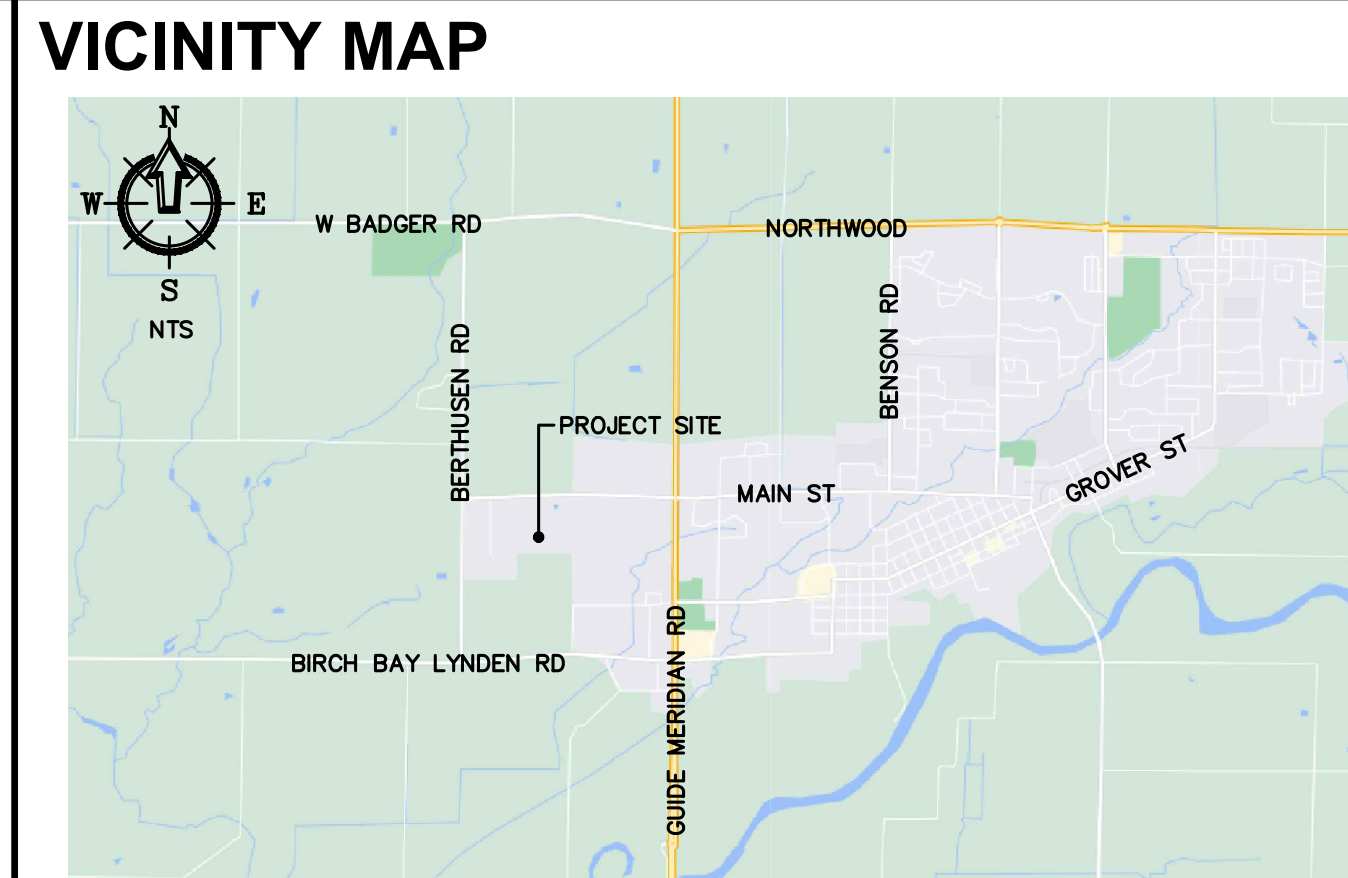 VICINITY MAP
N
W E
S
NTS
W BADGER RD
NORTHWOOD
BERTHUSEN RD
BENSON RD
PROJECT SITE
MAIN ST
GROVER ST
BIRCH BAY LYNDEN RD
GUIDE MERIDIAN RD